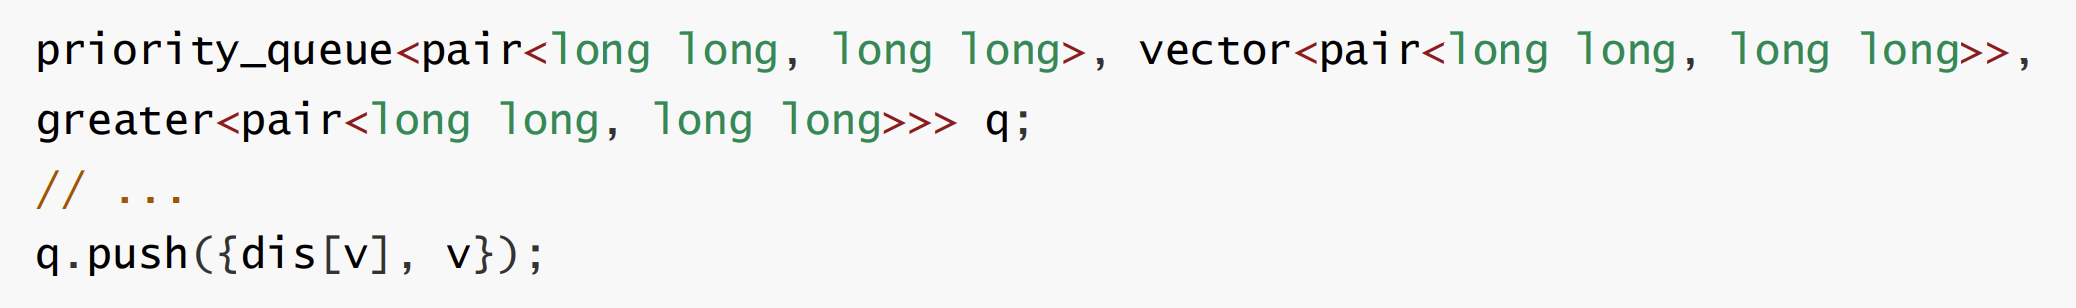 priority_queue<pair<long long, long long>, vector<pair<long long, long long>>,
greater<pair<long long, long long>>> q;
// ...
q.push({dis[v], v});